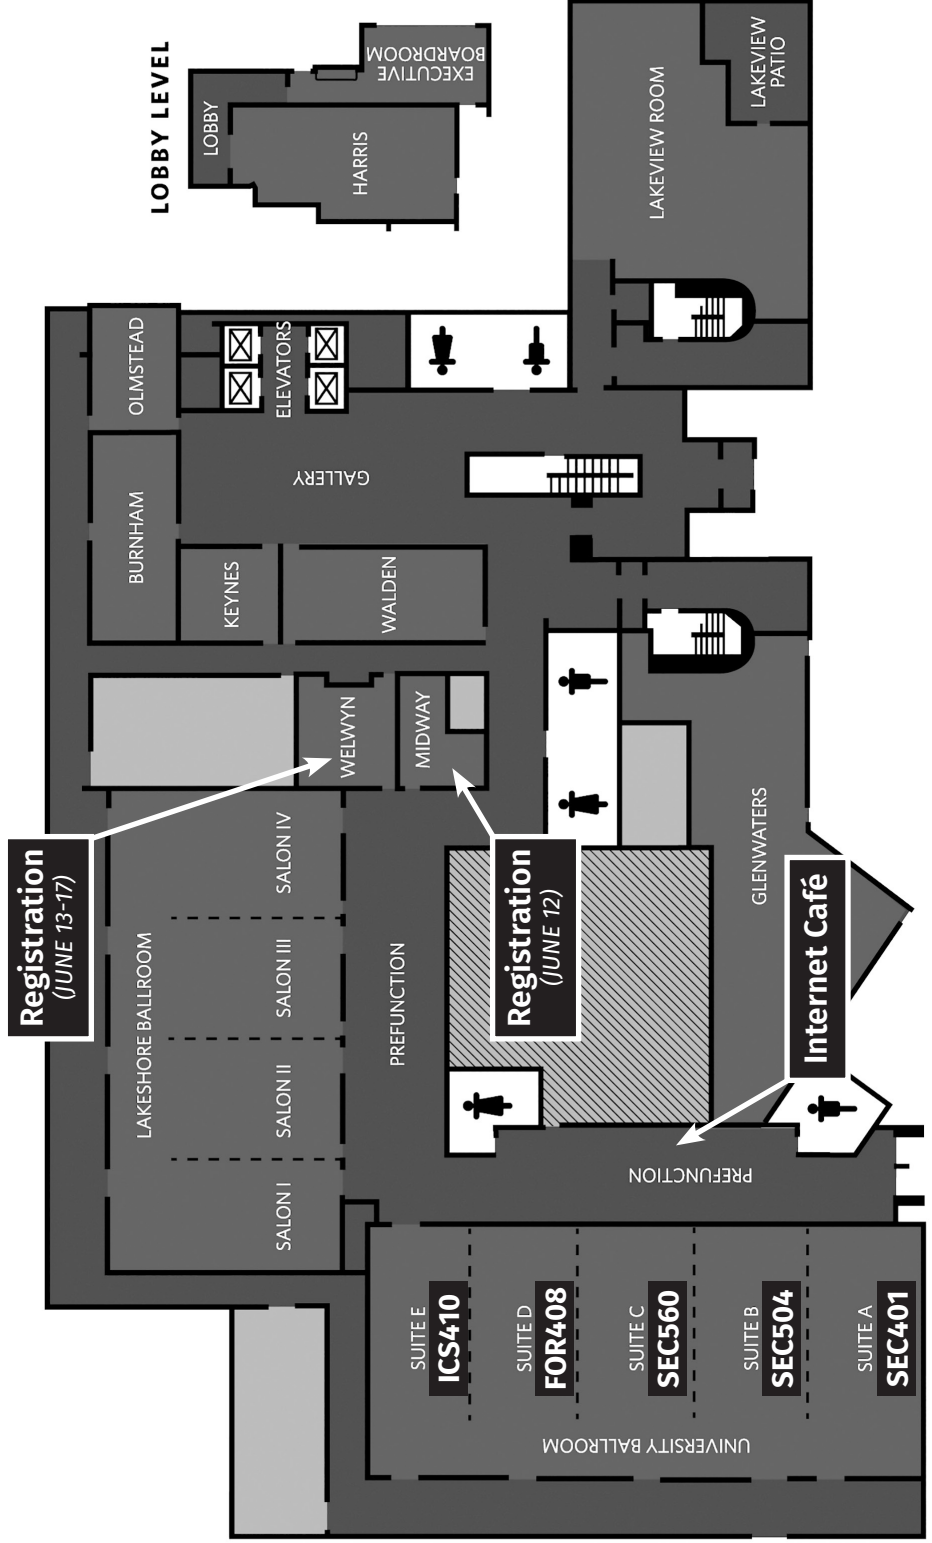 LOBBY LEVEL
LOBBY
EXECUTIVE
BOARDROOM
HARRIS
LAKEVIEW ROOM
LAKEVIEW
PATIO
OLMSTEAD
ELEVATORS
GALLERY
BURNHAM
KEYNES
WALDEN
WELWYN
MIDWAY
Registration
(JUNE 13-17)
Registration
(JUNE 12)
LAKESHORE BALLROOM
SALON IV
SALON III
SALON II
SALON I
PREFUNCTION
GLENWATERS
Internet Café
PREFUNCTION
SUITE E
ICS410
SUITE D
FOR408
SUITE C
SEC560
SUITE B
SEC504
SUITE A
SEC401
UNIVERSITY BALLROOM